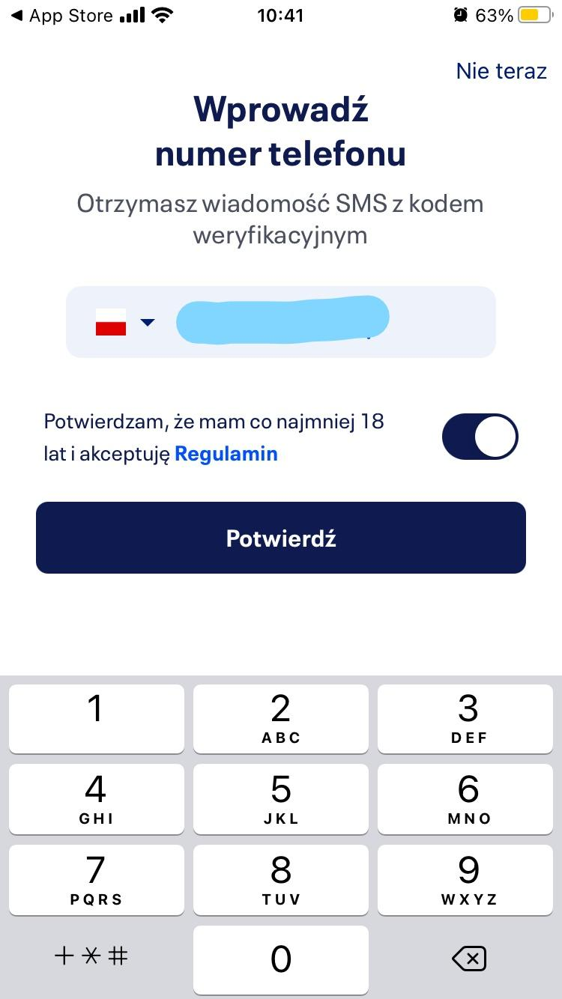 App Store 10:41 63%
Nie teraz
Wprowadź
numer telefonu
Otrzymasz wiadomość SMS z kodem
weryfikacyjnym
Potwierdzam, że mam co najmniej 18
lat i akceptuję Regulamin
Potwierdź
1 2 3
ABC DEF
4 5 6
GHI JKL MNO
7 8 9
PQRS TUV WXYZ
+ * # 0